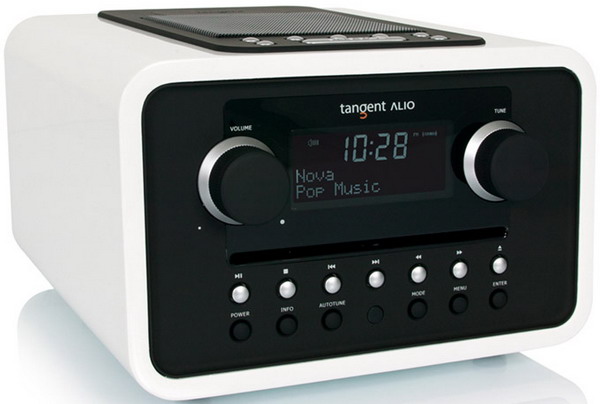 tangent ALIO
VOLUME
TUNE
10:28
Nova
Pop Music
POWER
INFO
AUTOTUNE
MODE
MENU
ENTER